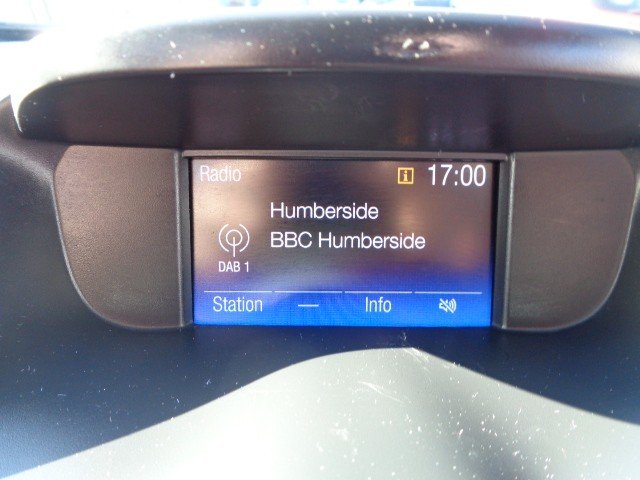 Radio i 17:00
Humberside
BBC Humberside
DAB 1
Station — Info